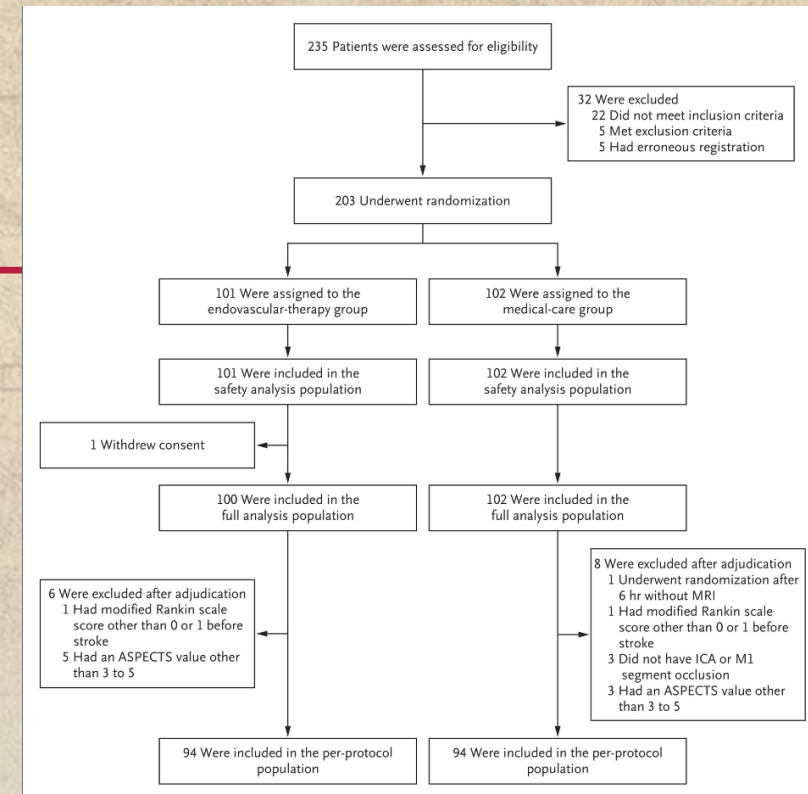 235 Patients were assessed for eligibility
32 Were excluded
22 Did not meet inclusion criteria
5 Met exclusion criteria
5 Had erroneous registration
203 Underwent randomization
101 Were assigned to the
endovascular-therapy group
102 Were assigned to the
medical-care group
101 Were included in the
safety analysis population
102 Were included in the
safety analysis population
1 Withdrew consent
100 Were included in the
full analysis population
102 Were included in the
full analysis population
6 Were excluded after adjudication
1 Had modified Rankin scale
score other than 0 or 1 before
stroke
5 Had an ASPECTS value other
than 3 to 5
8 Were excluded after adjudication
1 Underwent randomization after
6 hr without MRI
1 Had modified Rankin scale
score other than 0 or 1 before
stroke
3 Did not have ICA or M1
segment occlusion
3 Had an ASPECTS value other
than 3 to 5
94 Were included in the per-protocol
population
94 Were included in the per-protocol
population